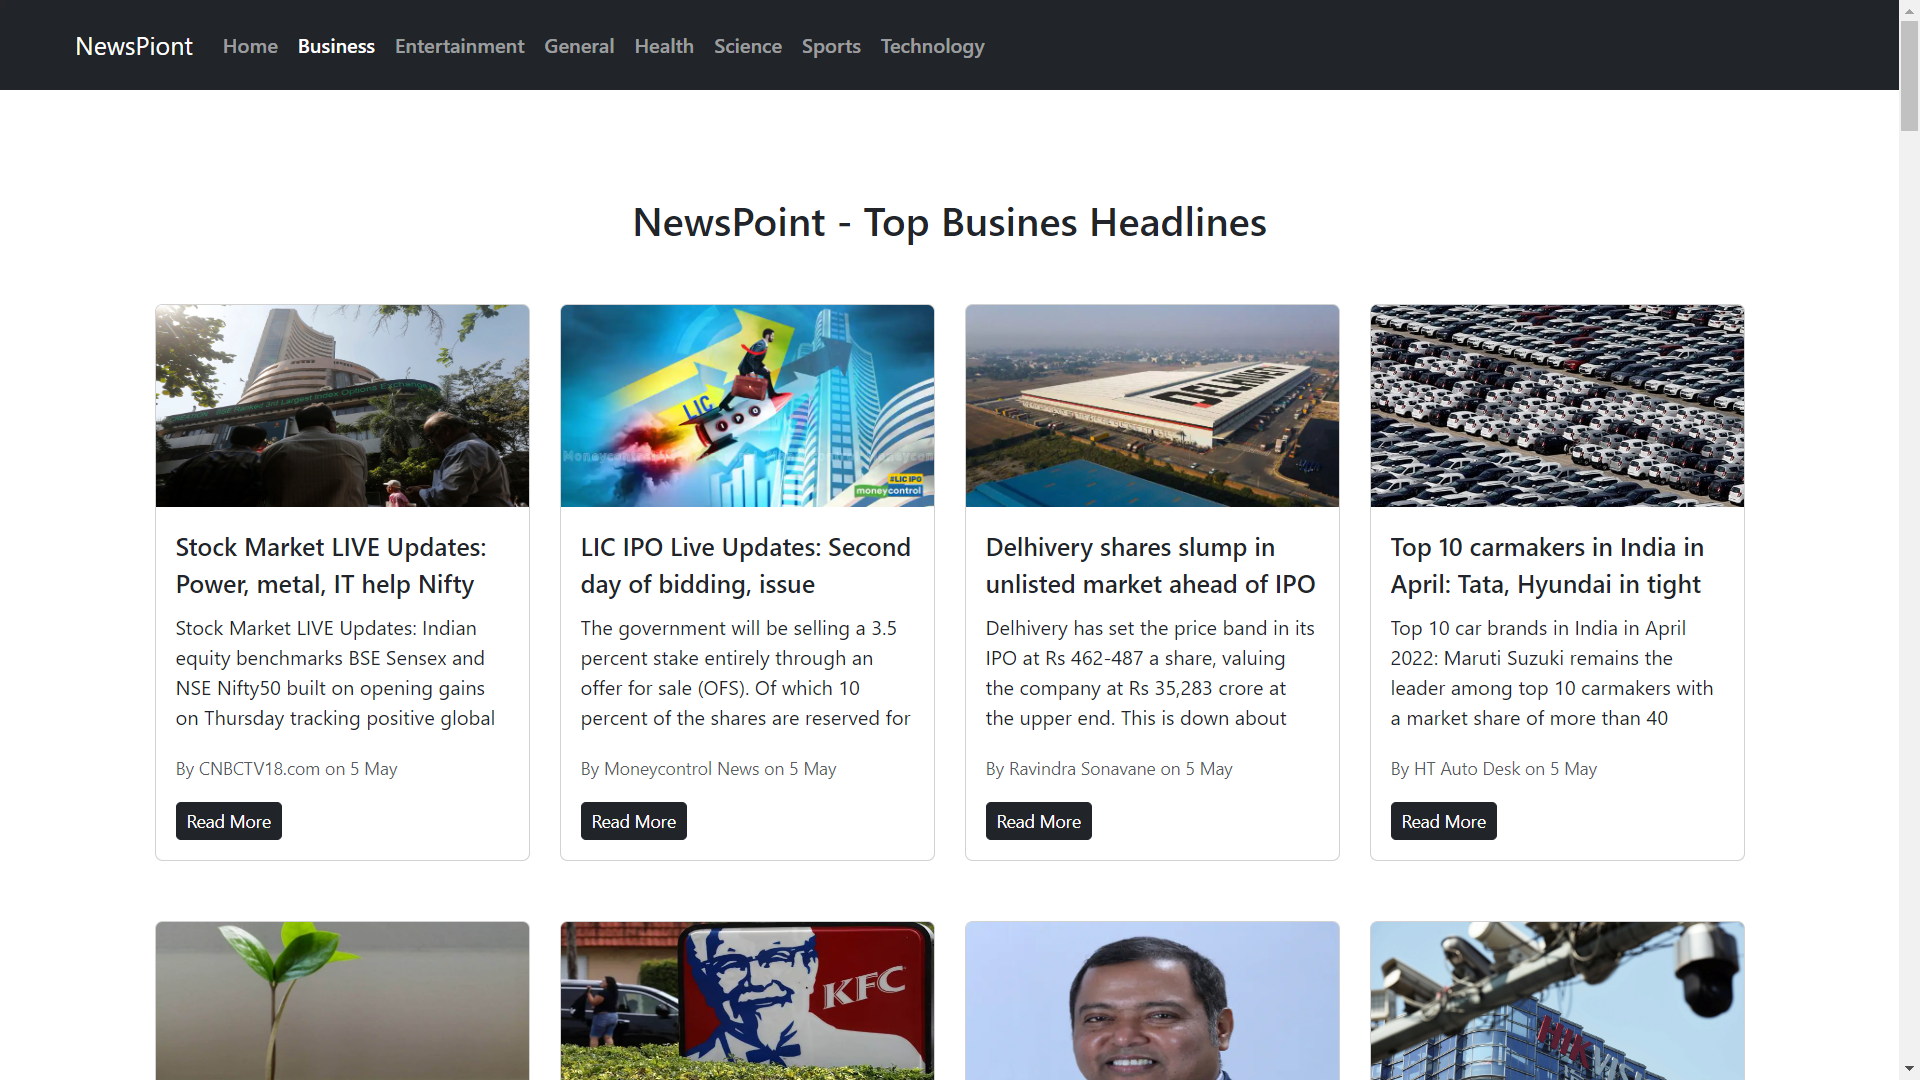 NewsPiont Home Business Entertainment General Health Science Sports Technology
NewsPoint - Top Busines Headlines
LIC
IPO
#LIC IPO
moneycontrol
DELHIVERY
Stock Market LIVE Updates:
Power, metal, IT help Nifty
Stock Market LIVE Updates: Indian
equity benchmarks BSE Sensex and
NSE Nifty50 built on opening gains
on Thursday tracking positive global
By CNBCTV18.com on 5 May
Read More
LIC IPO Live Updates: Second
day of bidding, issue
The government will be selling a 3.5
percent stake entirely through an
offer for sale (OFS). Of which 10
percent of the shares are reserved for
By Moneycontrol News on 5 May
Read More
Delhivery shares slump in
unlisted market ahead of IPO
Delhivery has set the price band in its
IPO at Rs 462-487 a share, valuing
the company at Rs 35,283 crore at
the upper end. This is down about
By Ravindra Sonavane on 5 May
Read More
Top 10 carmakers in India in
April: Tata, Hyundai in tight
Top 10 car brands in India in April
2022: Maruti Suzuki remains the
leader among top 10 carmakers with
a market share of more than 40
By HT Auto Desk on 5 May
Read More
KFC
HIKVISI